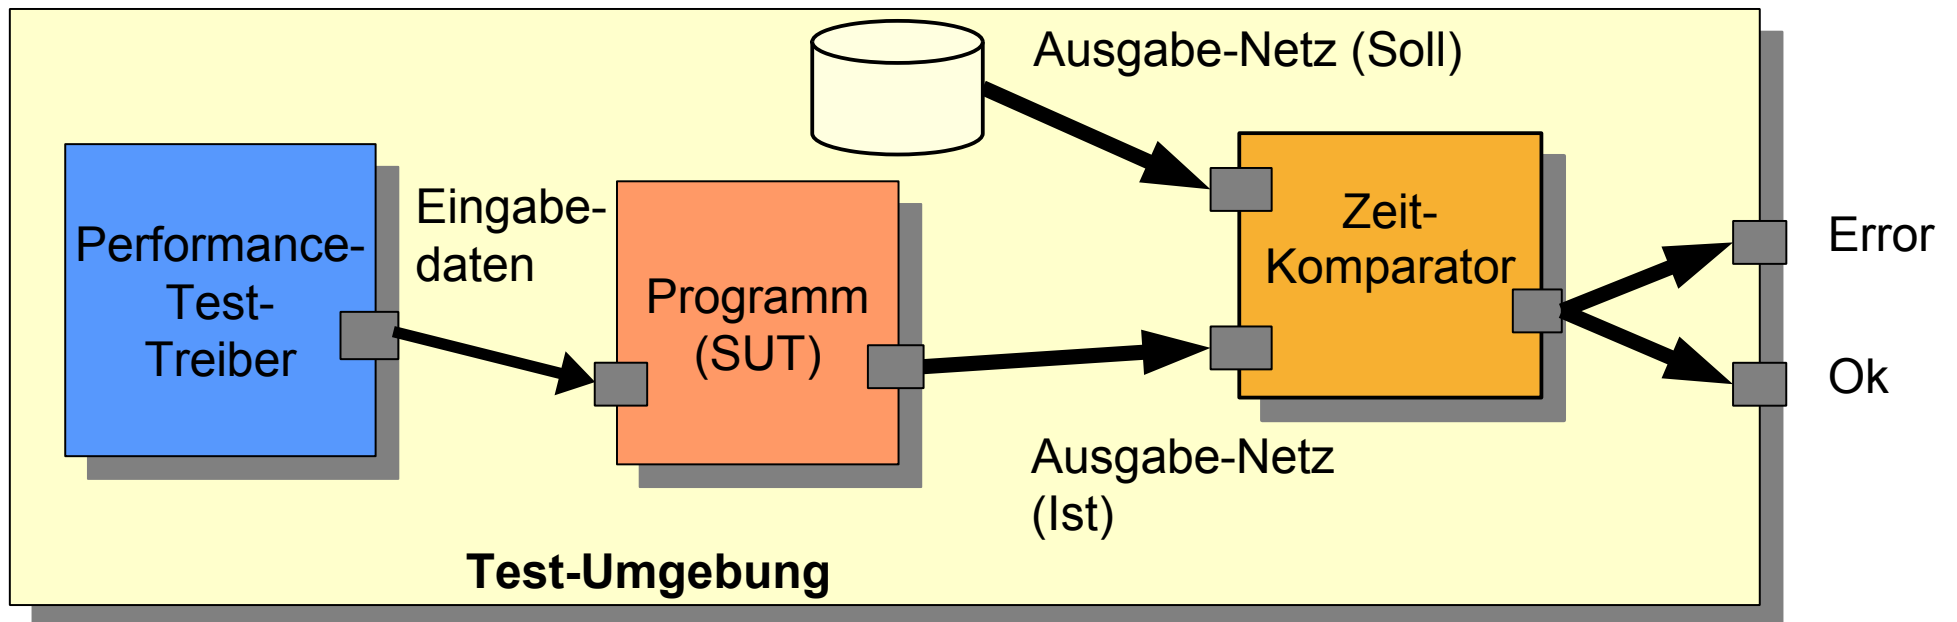 Ausgabe-Netz (Soll)
Performance-
Test-
Treiber
Eingabe-
daten
Programm
(SUT)
Zeit-
Komparator
Error
Ok
Ausgabe-Netz
(Ist)
Test-Umgebung